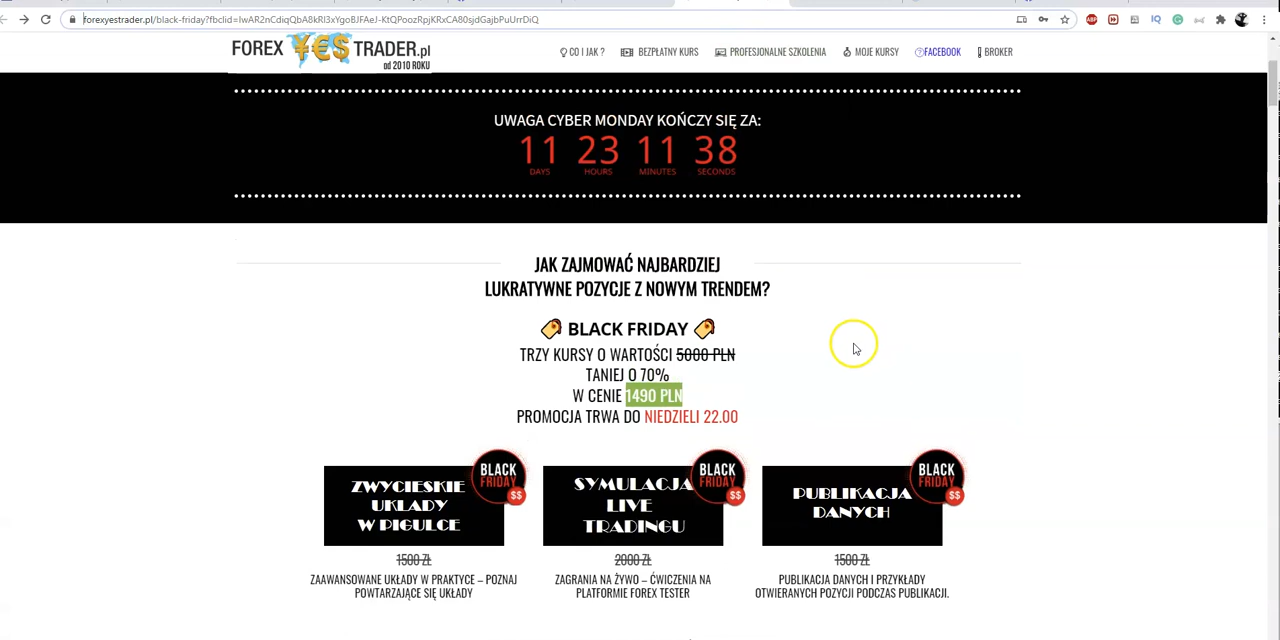 forexyestrader.pl/black-friday?fbclid=IwAR2nCdiqQbA8kRl3xYgoBJFAeJ-KtQPoozRpjKRxCA80sjdGajbPuUrrDiQ
FOREX Y€$ TRADER.pl
od 2010 ROKU
CO I JAK ? BEZPŁATNY KURS PROFESJONALNE SZKOLENIA MOJE KURSY FACEBOOK BROKER
UWAGA CYBER MONDAY KOŃCZY SIĘ ZA:
11 23 11 38
DAYS HOURS MINUTES SECONDS
JAK ZAJMOWAĆ NAJBARDZIEJ
LUKRATYWNE POZYCJE Z NOWYM TRENDEM?
BLACK FRIDAY
TRZY KURSY O WARTOŚCI 5000 PLN
TANIEJ O 70%
W CENIE 1490 PLN
PROMOCJA TRWA DO NIEDZIELI 22.00
BLACK
FRIDAY
$$
ZWYCIESKIE
UKLADY
W PIGULCE
1500 ZŁ
ZAAWANSOWANE UKŁADY W PRAKTYCE – POZNAJ
POWTARZAJĄCE SIĘ UKŁADY
BLACK
FRIDAY
$$
SYMULACJA
LIVE
TRADINGU
2000 ZŁ
ZAGRANIA NA ŻYWO – ĆWICZENIA NA
PLATFORMIE FOREX TESTER
BLACK
FRIDAY
$$
PUBLIKACJA
DANYCH
1500 ZŁ
PUBLIKACJA DANYCH I PRZYKŁADY
OTWIERANYCH POZYCJI PODCZAS PUBLIKACJI.